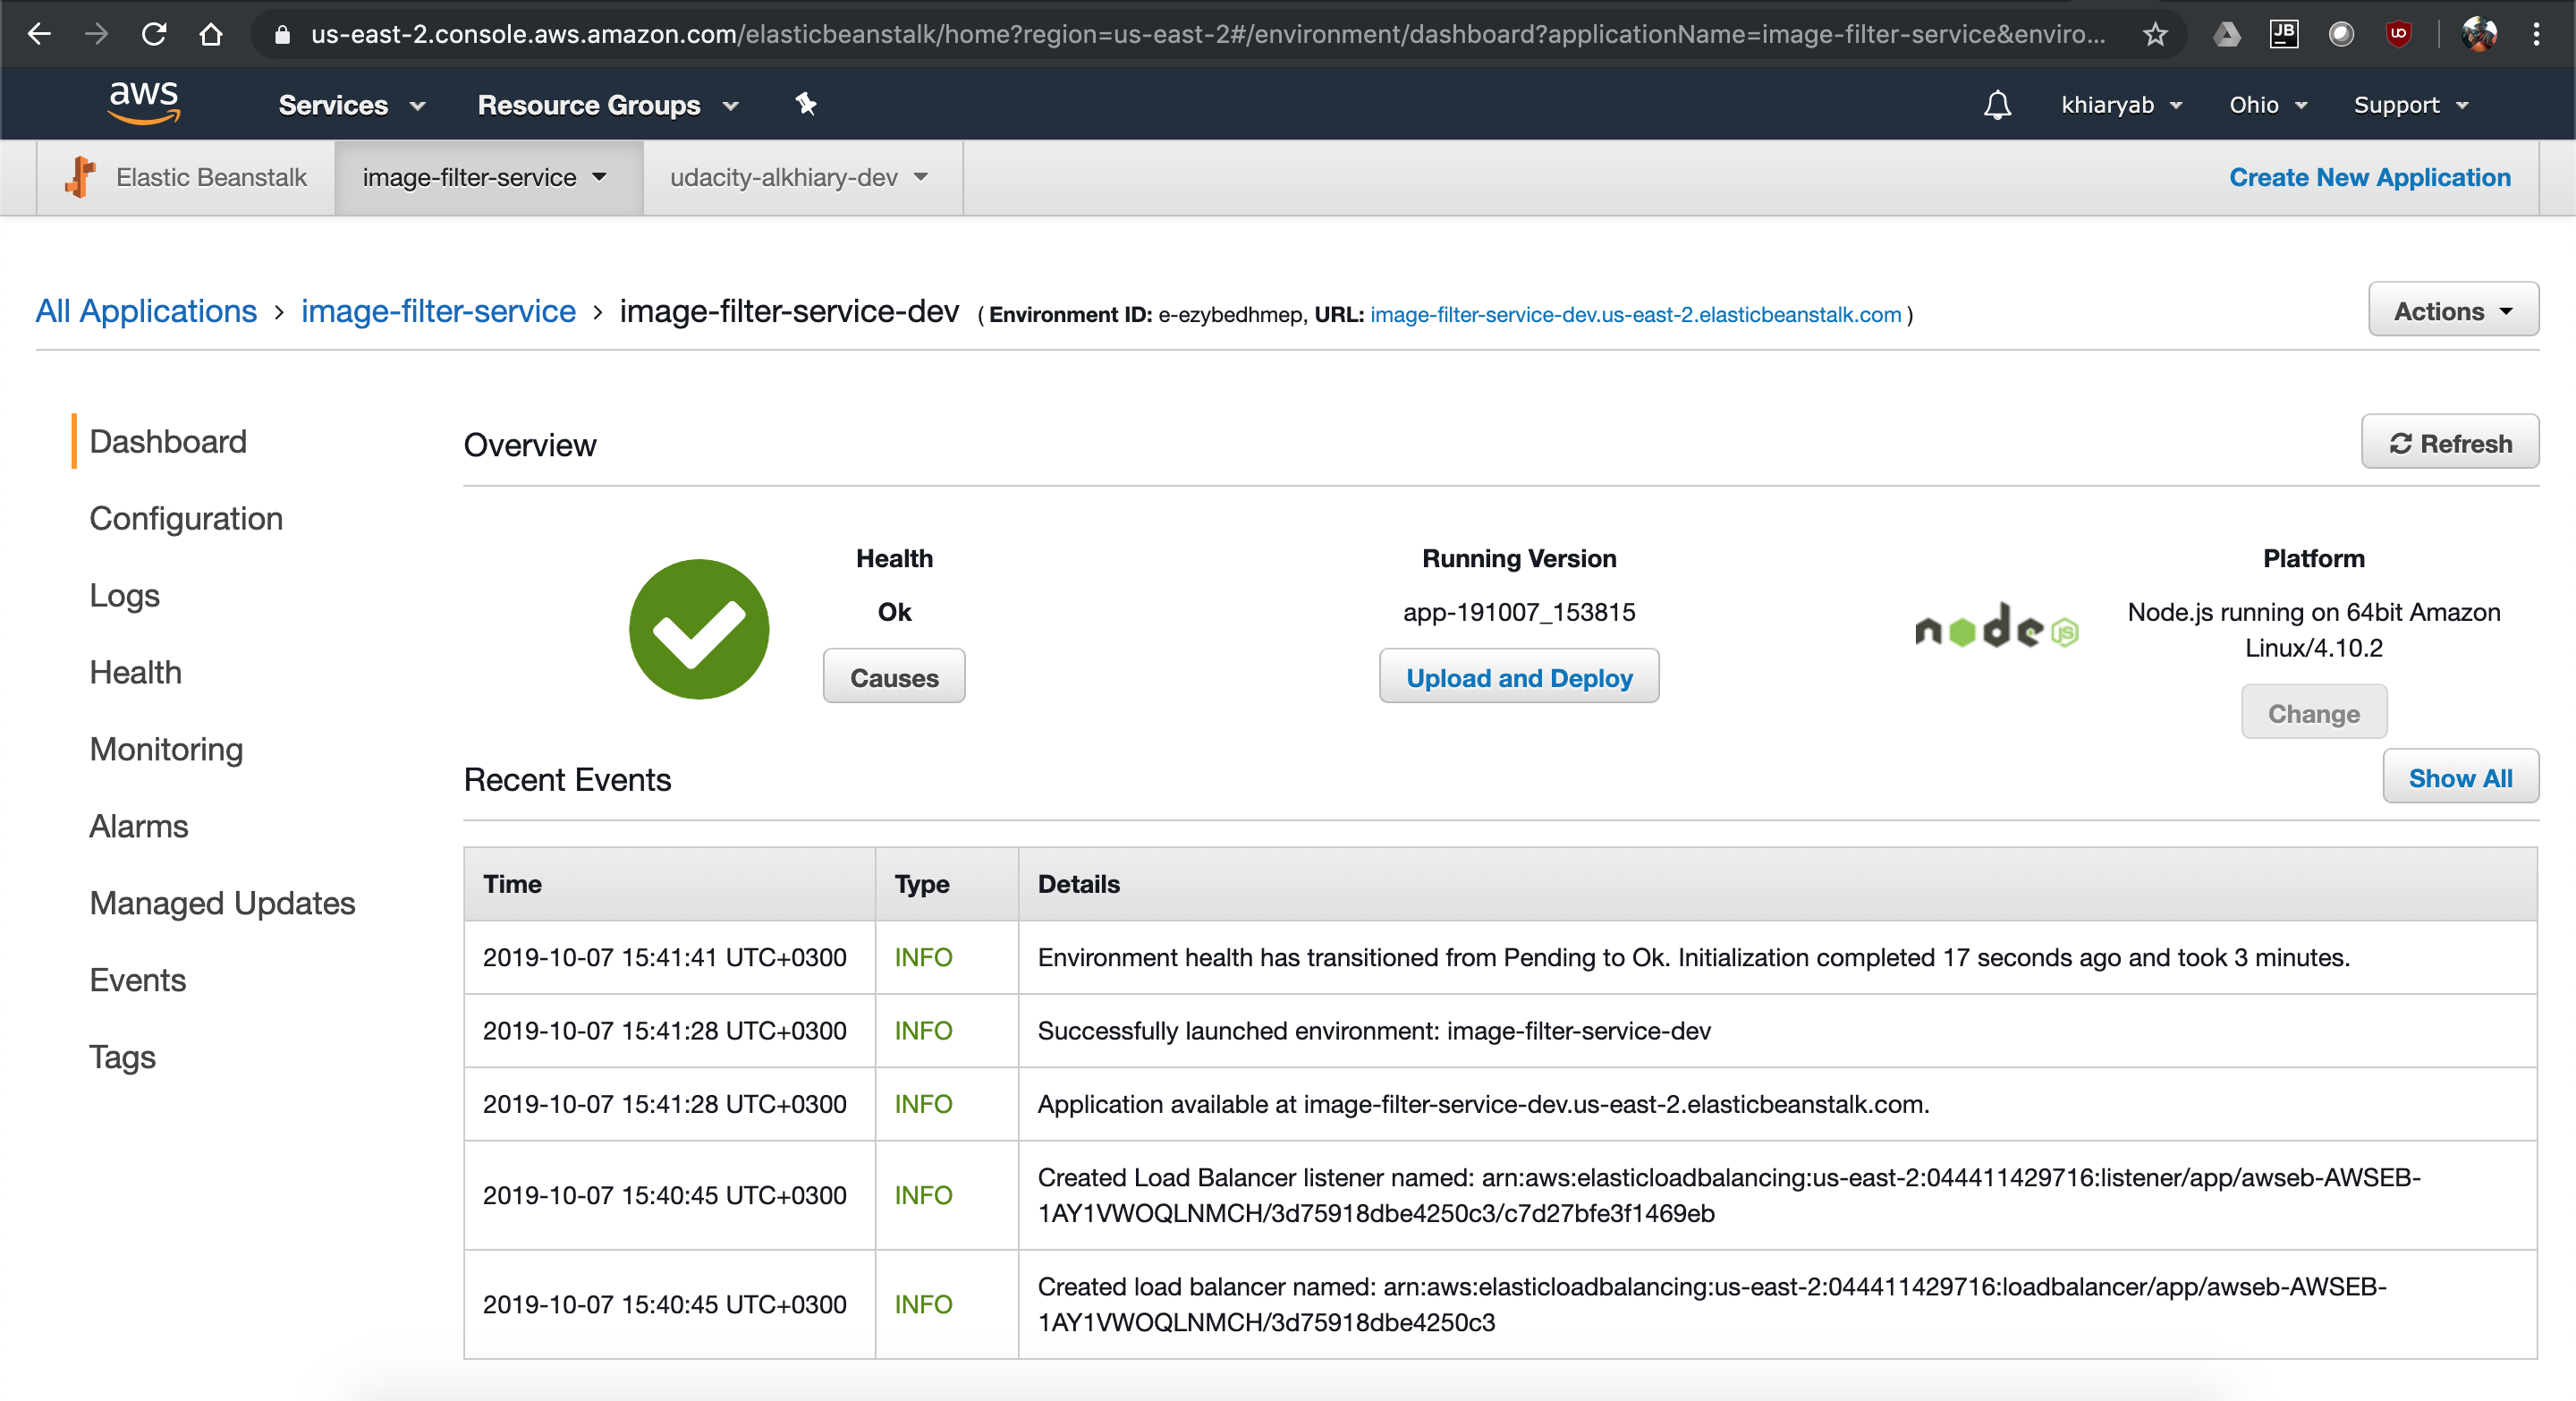 us-east-2.console.aws.amazon.com/elasticbeanstalk/home?region=us-east-2#/environment/dashboard?applicationName=image-filter-service&enviro...
JB
UO
aws
Services
Resource Groups
khiaryab
Ohio
Support
Elastic Beanstalk
image-filter-service
udacity-alkhiary-dev
Create New Application
All Applications › image-filter-service › image-filter-service-dev ( Environment ID: e-ezybedhmep, URL: image-filter-service-dev.us-east-2.elasticbeanstalk.com )
Actions
Dashboard
Configuration
Logs
Health
Monitoring
Alarms
Managed Updates
Events
Tags
Overview
Refresh
Health
Ok
Causes
Running Version
app-191007_153815
Upload and Deploy
node JS
Platform
Node.js running on 64bit Amazon
Linux/4.10.2
Change
Recent Events
Show All
Time Type Details
2019-10-07 15:41:41 UTC+0300 INFO Environment health has transitioned from Pending to Ok. Initialization completed 17 seconds ago and took 3 minutes.
2019-10-07 15:41:28 UTC+0300 INFO Successfully launched environment: image-filter-service-dev
2019-10-07 15:41:28 UTC+0300 INFO Application available at image-filter-service-dev.us-east-2.elasticbeanstalk.com.
2019-10-07 15:40:45 UTC+0300 INFO Created Load Balancer listener named: arn:aws:elasticloadbalancing:us-east-2:044411429716:listener/app/awseb-AWSEB-
1AY1VWOQLNMCH/3d75918dbe4250c3/c7d27bfe3f1469eb
2019-10-07 15:40:45 UTC+0300 INFO Created load balancer named: arn:aws:elasticloadbalancing:us-east-2:044411429716:loadbalancer/app/awseb-AWSEB-
1AY1VWOQLNMCH/3d75918dbe4250c3